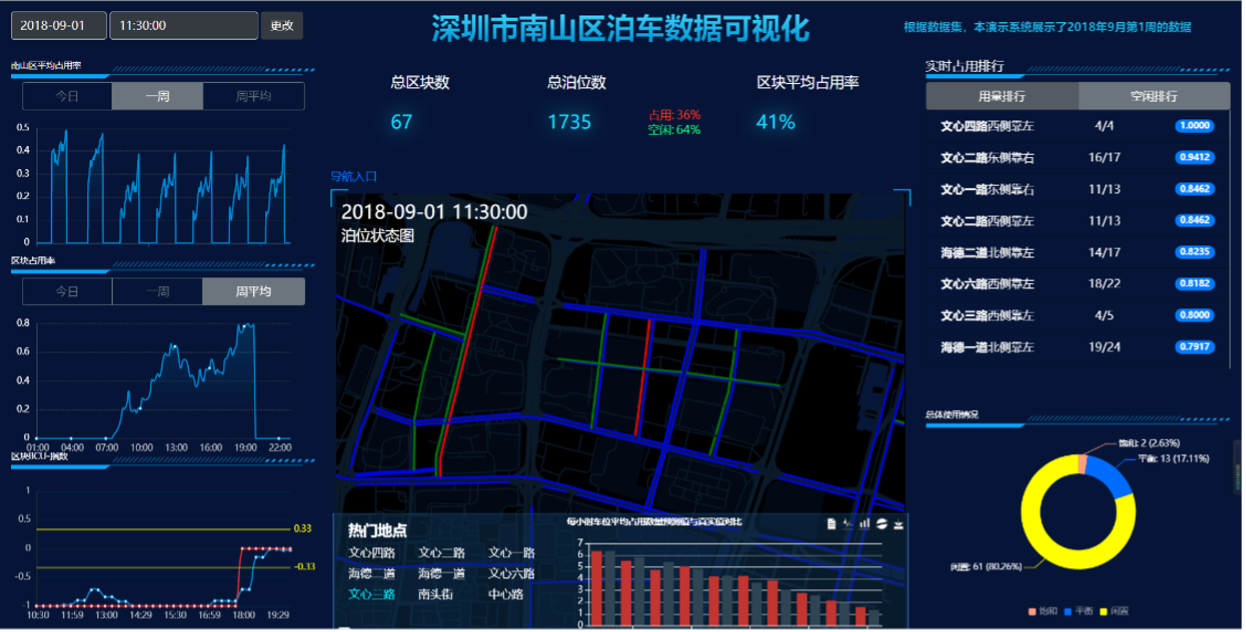 2018-09-01 11:30:00 更改
深圳市南山区泊车数据可视化
根据数据集，本演示系统展示了2018年9月第1周的数据
南山区平均占用率
今日 一周 周平均
0.5
0.4
0.3
0.2
0.1
0
区块占用率
今日 一周 周平均
0.8
0.6
0.4
0.2
0
01:00 04:00 07:00 10:00 13:00 16:00 19:00 22:00
1
0.5
0
-0.5
-1
0.33
-0.33
10:30 11:59 13:00 14:29 15:30 16:59 18:00 19:29
总区块数
67
总泊位数
1735
占用: 36%
空闲: 64%
区块平均占用率
41%
导航入口
2018-09-01 11:30:00
泊位状态图
热门地点
文心四路 文心二路 文心一路
海德二道 海德一道 文心六路
文心三路 南头街 中心路
每小时车位平均占用数量预测值与真实值对比
7
6
5
4
3
2
1
0
实时占用排行
用量排行 空闲排行
文心四路西侧靠左 4/4 1.0000
文心二路东侧靠右 16/17 0.9412
文心一路东侧靠右 11/13 0.8462
文心二路西侧靠左 11/13 0.8462
海德二道北侧靠左 14/17 0.8235
文心六路西侧靠左 18/22 0.8182
文心三路西侧靠左 4/5 0.8000
海德一道北侧靠左 19/24 0.7917
总体使用情况
饱和: 2 (2.63%)
平衡: 13 (17.11%)
闲置: 61 (80.26%)
饱和 平衡 闲置